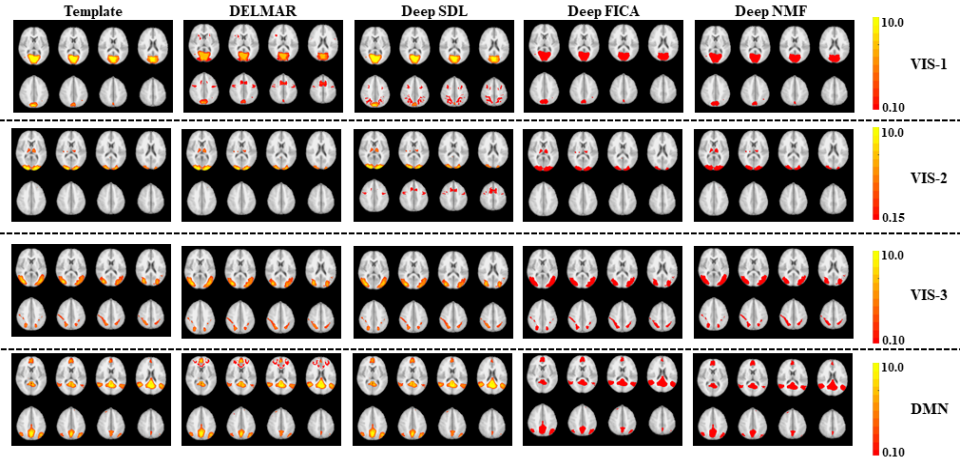 Template DELMAR Deep SDL Deep FICA Deep NMF
10.0
VIS-1
0.10
10.0
VIS-2
0.15
10.0
VIS-3
0.10
10.0
DMN
0.10